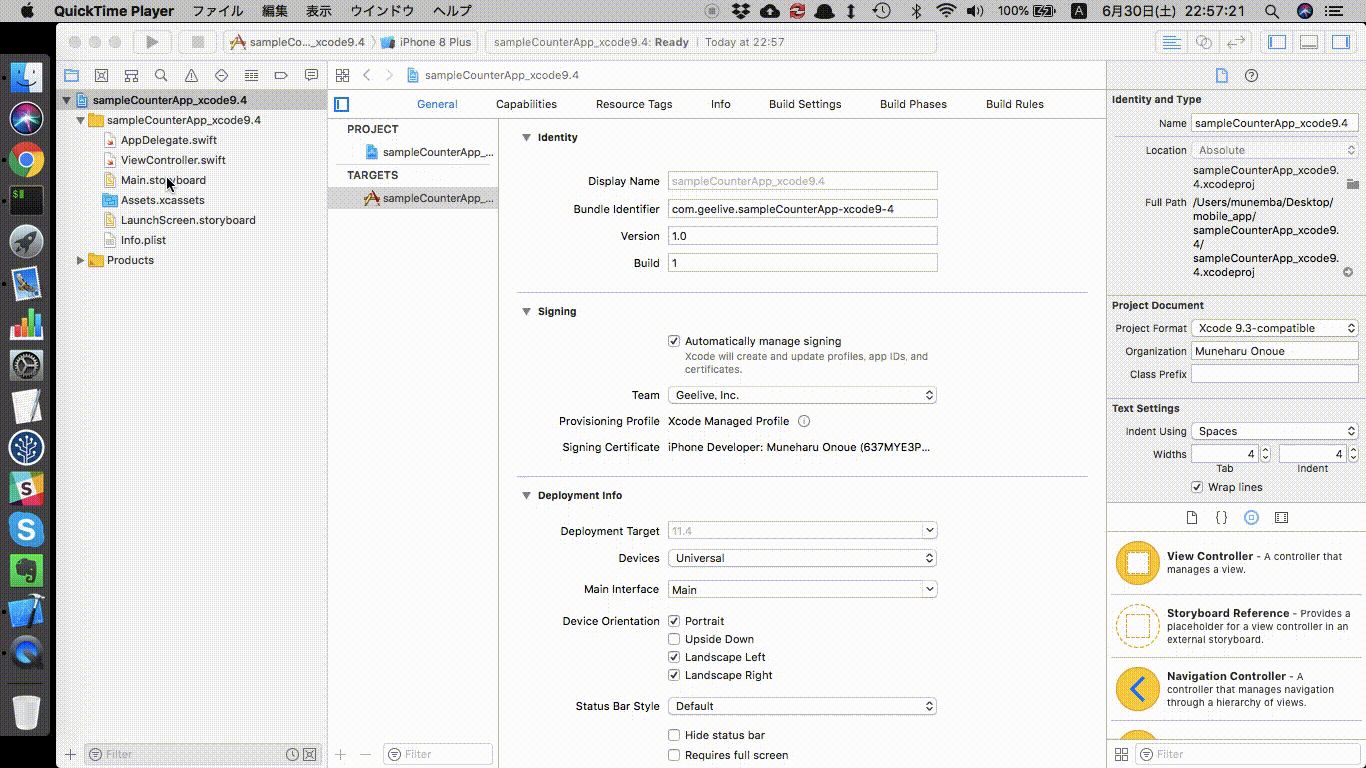 QuickTime Player ファイル 編集 表示 ウインドウ ヘルプ 100% A 6月30日(土) 22:57:21
sampleCo..._xcode9.4 〉 iPhone 8 Plus sampleCounterApp_xcode9.4: Ready | Today at 22:57
sampleCounterApp_xcode9.4
sampleCounterApp_xcode9.4
sampleCounterApp_xcode9.4
AppDelegate.swift
ViewController.swift
Main.storyboard
Assets.xcassets
LaunchScreen.storyboard
Info.plist
Products
Filter
General Capabilities Resource Tags Info Build Settings Build Phases Build Rules
PROJECT
sampleCounterApp_...
TARGETS
sampleCounterApp_...
Filter
Identity
Display Name sampleCounterApp_xcode9.4
Bundle Identifier com.geelive.sampleCounterApp-xcode9-4
Version 1.0
Build 1
Signing
Automatically manage signing
Xcode will create and update profiles, app IDs, and
certificates.
Team Geelive, Inc.
Provisioning Profile Xcode Managed Profile
Signing Certificate iPhone Developer: Muneharu Onoue (637MYE3P...
Deployment Info
Deployment Target 11.4
Devices Universal
Main Interface Main
Device Orientation Portrait
Upside Down
Landscape Left
Landscape Right
Status Bar Style Default
Hide status bar
Requires full screen
Identity and Type
Name sampleCounterApp_xcode9.4
Location Absolute
sampleCounterApp_xcode9.
4.xcodeproj
Full Path /Users/munemba/Desktop/
mobile_app/
sampleCounterApp_xcode9.
4/
sampleCounterApp_xcode9.
4.xcodeproj
Project Document
Project Format Xcode 9.3-compatible
Organization Muneharu Onoue
Class Prefix
Text Settings
Indent Using Spaces
Widths 4 4
Tab Indent
Wrap lines
{}
View Controller - A controller that
manages a view.
Storyboard Reference - Provides a
placeholder for a view controller in an
external storyboard.
Navigation Controller - A
controller that manages navigation
through a hierarchy of views.
Filter